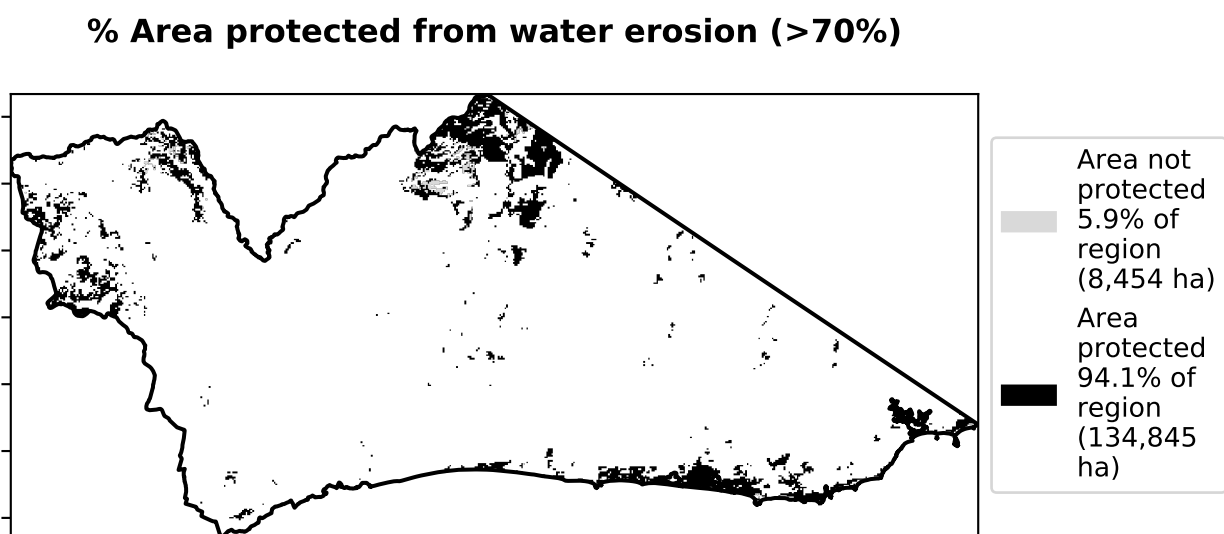 % Area protected from water erosion (>70%)
Area not
protected
5.9% of
region
(8,454 ha)
Area
protected
94.1% of
region
(134,845
ha)